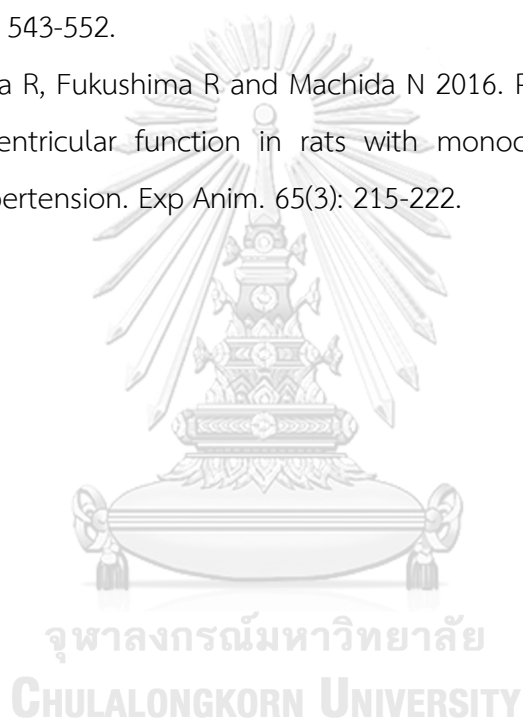 543-552.
a R, Fukushima R and Machida N 2016. P
entricular function in rats with monoc
pertension. Exp Anim. 65(3): 215-222.
จุฬาลงกรณ์มหาวิทยาลัย
CHULALONGKORN UNIVERSITY